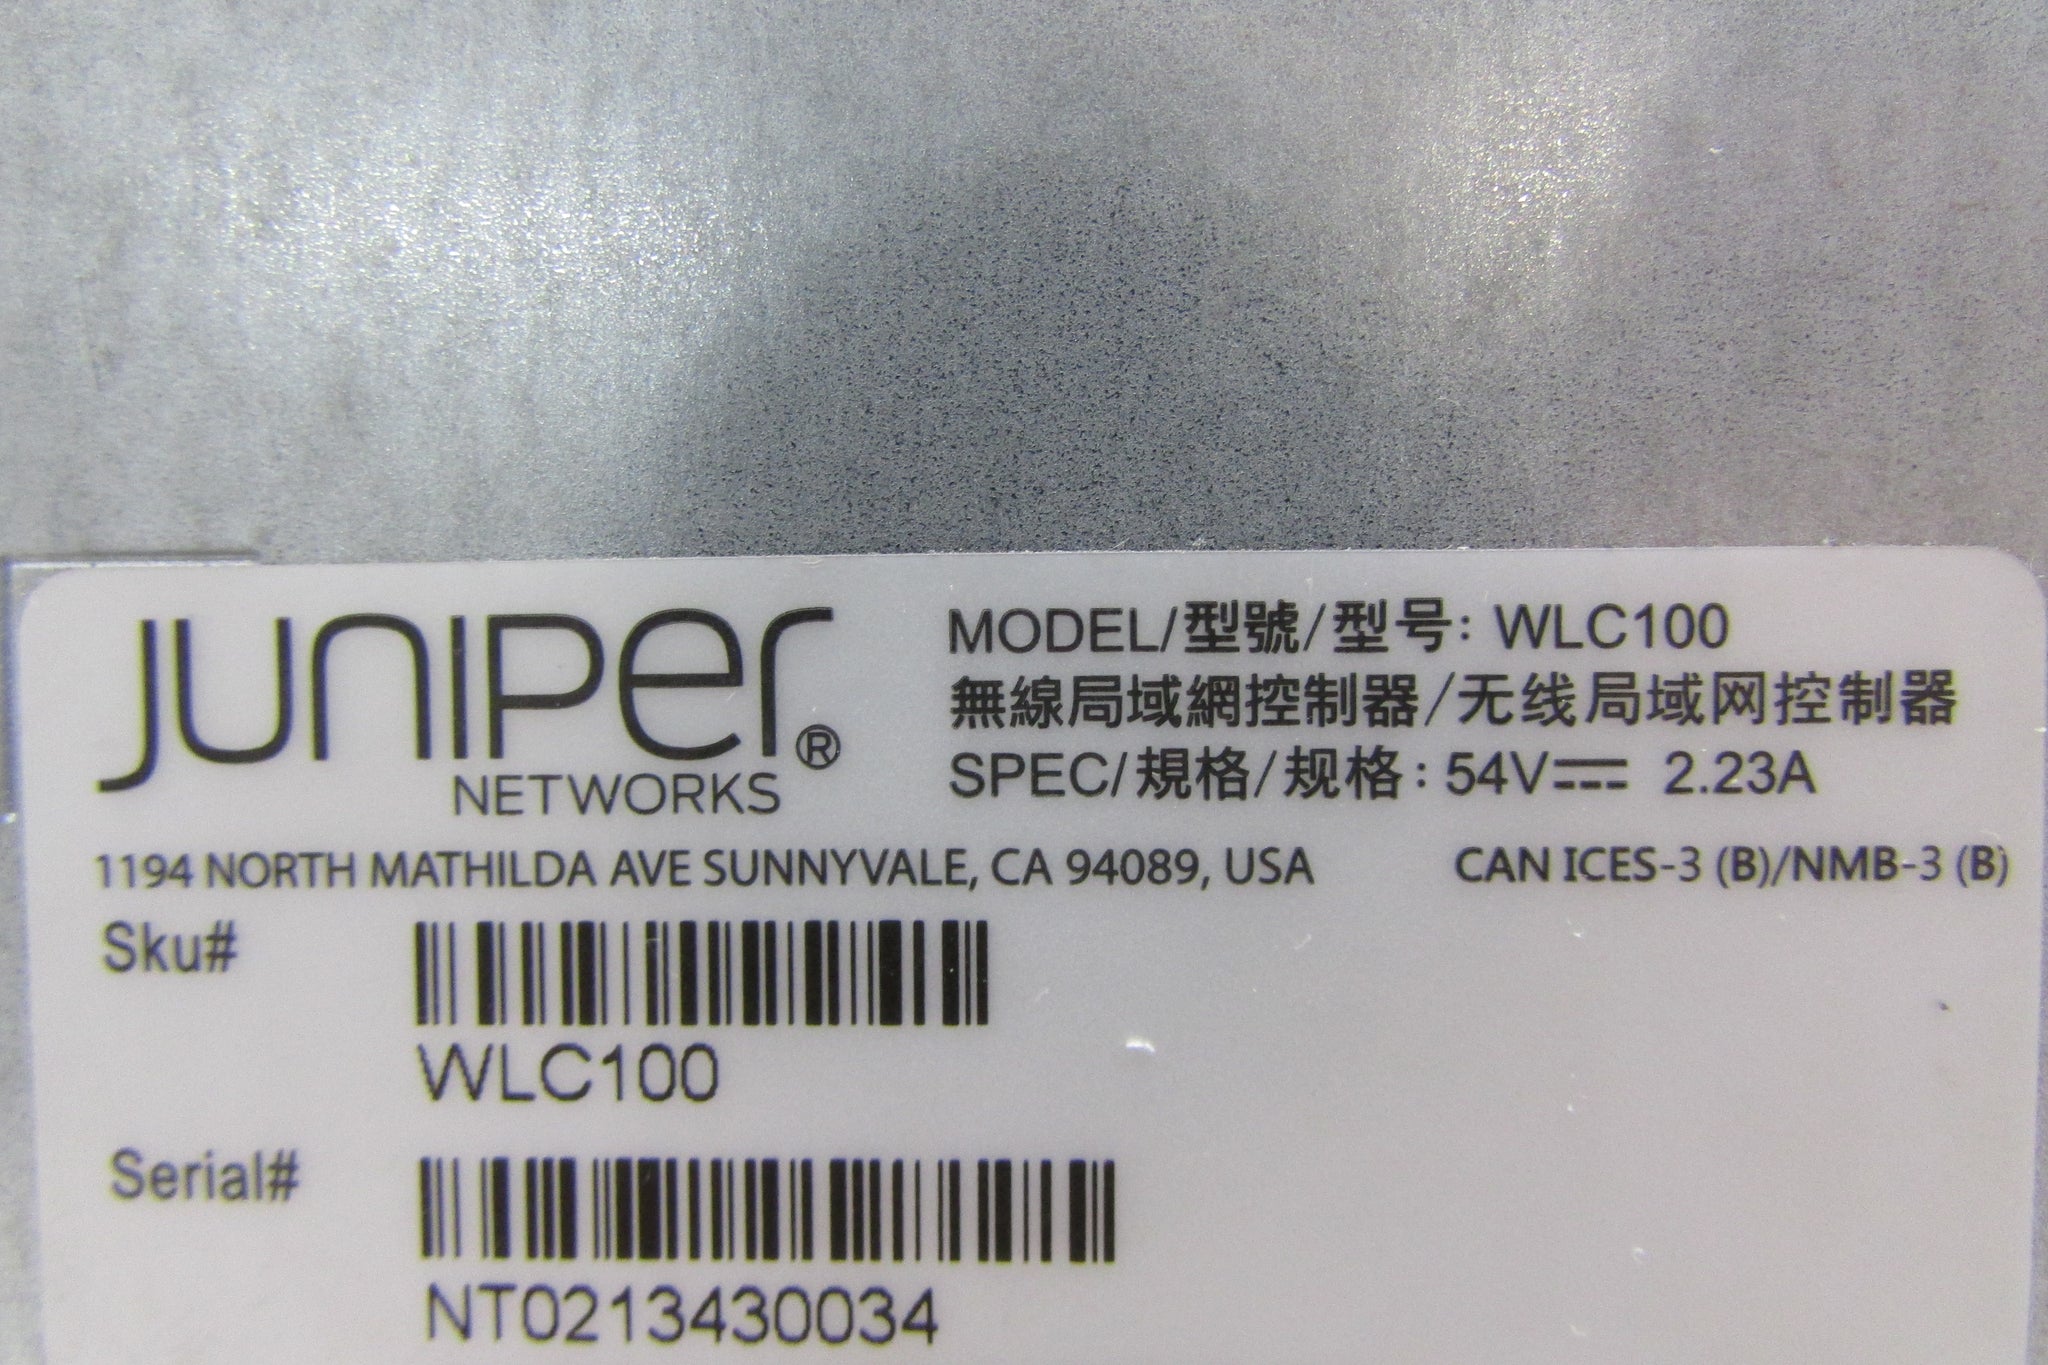 JUNIPER®
NETWORKS
MODEL/型號/型号: WLC100
無線局域網控制器/无线局域网控制器
SPEC/規格/规格: 54V⎓ 2.23A
1194 NORTH MATHILDA AVE SUNNYVALE, CA 94089, USA
CAN ICES-3 (B)/NMB-3 (B)
Sku#
WLC100
Serial#
NT0213430034